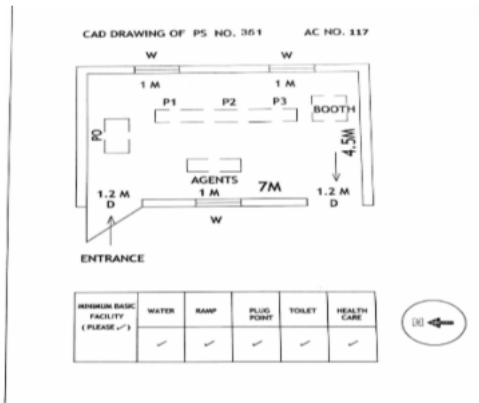 CAD DRAWING OF PS NO. 361 AC NO. 117
W W
1 M 1 M
P1 P2 P3 BOOTH
PO
4.5M
AGENTS
1.2 M 1 M 7M 1.2 M
D D
W
ENTRANCE
MINIMUM BASIC FACILITY ( PLEASE ✓ ) WATER RAMP PLUG POINT TOILET HEALTH CARE
✓ ✓ ✓ ✓ ✓